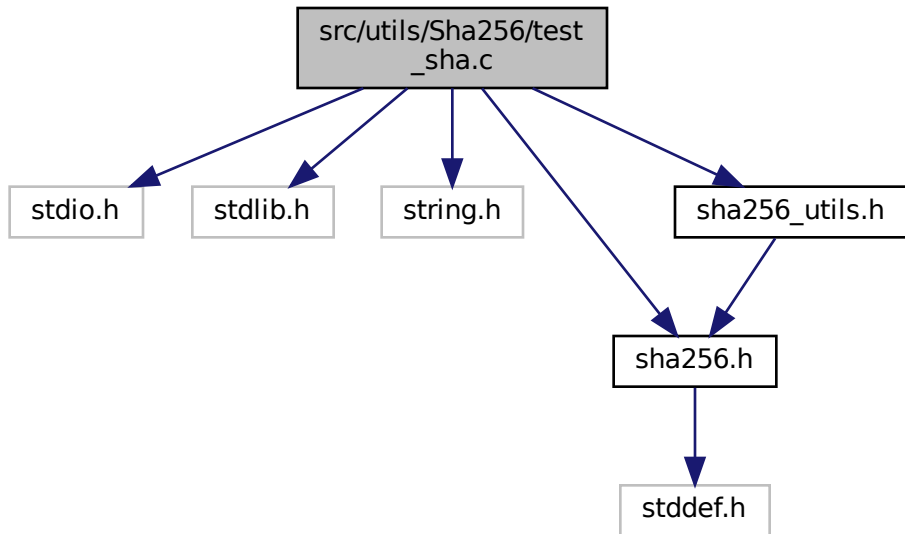 src/utils/Sha256/test
_sha.c
stdio.h
stdlib.h
string.h
sha256_utils.h
sha256.h
stddef.h